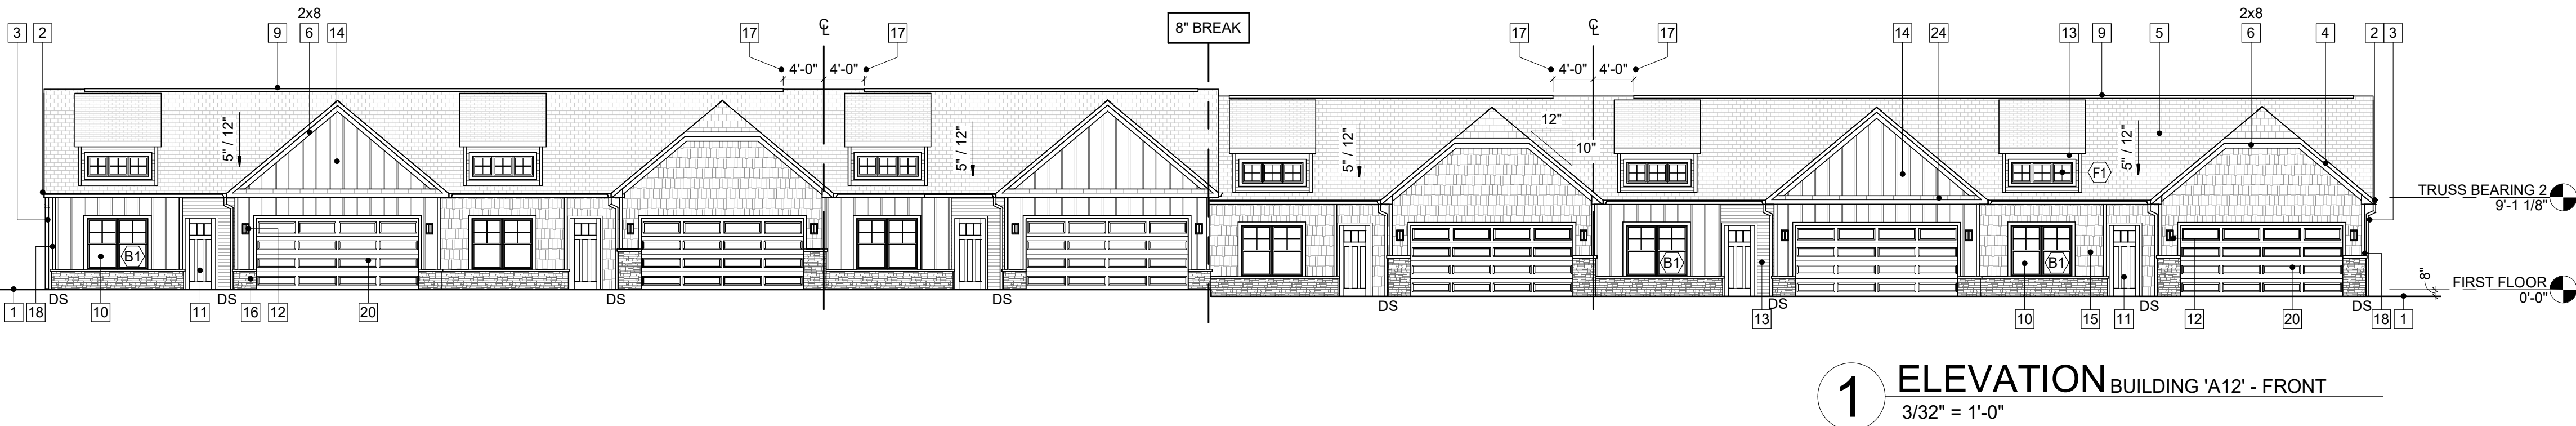 2x8
3 2 9 6 14 17 ℄ 17 8" BREAK 17 ℄ 17 14 24 13 9 5 2x8 6 4 2 3
4'-0" 4'-0" 4'-0" 4'-0"
5" / 12" 5" / 12" 5" / 12" 12" 10" 5" / 12"
F1
TRUSS BEARING 2
9'-1 1/8"
B1 B1 B1
8"
FIRST FLOOR
0'-0"
DS DS DS DS DS DS DS DS
1 18 10 11 16 12 20 13 10 15 11 12 20 18 1
1 ELEVATION BUILDING 'A12' - FRONT
3/32" = 1'-0"